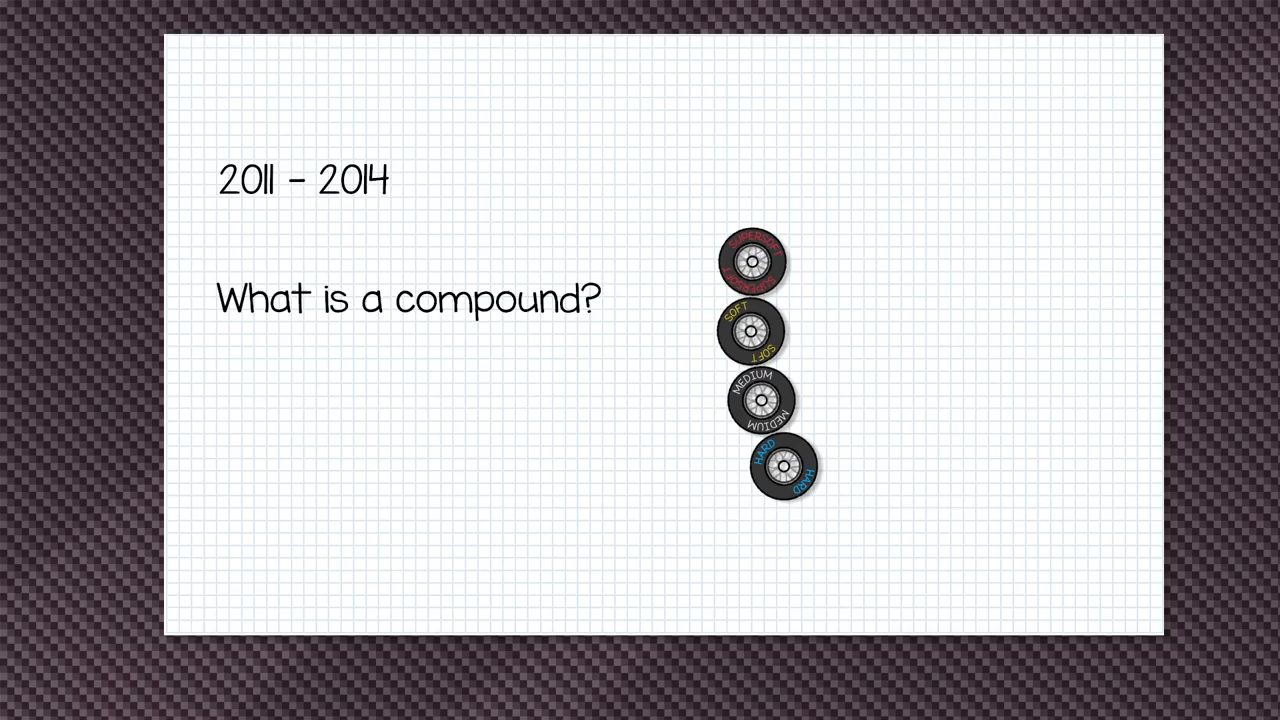 2011 - 2014
What is a compound?
SUPERSOFT
SUPERSOFT
SOFT
SOFT
MEDIUM
MEDIUM
HARD
HARD